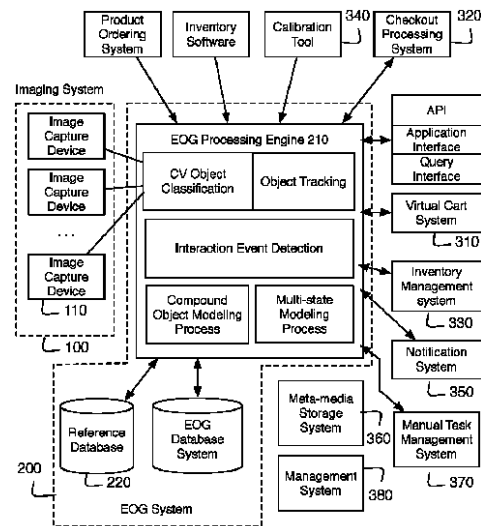 Product
Ordering
System
Inventory
Software
Calibration
Tool
340
Checkout
Processing
System
320
Imaging System
Image
Capture
Device
Image
Capture
Device
...
Image
Capture
Device
110
100
EOG Processing Engine 210
CV Object
Classification
Object Tracking
Interaction Event Detection
Compound
Object Modeling
Process
Multi-state
Modeling
Process
API
Application
Interface
Query
Interface
Virtual Cart
System
310
Inventory
Management
system
330
Notification
System
350
Manual Task
Management
System
370
Meta-media
Storage
System
360
Management
System
380
Reference
Database
220
EOG
Database
System
200
EOG System